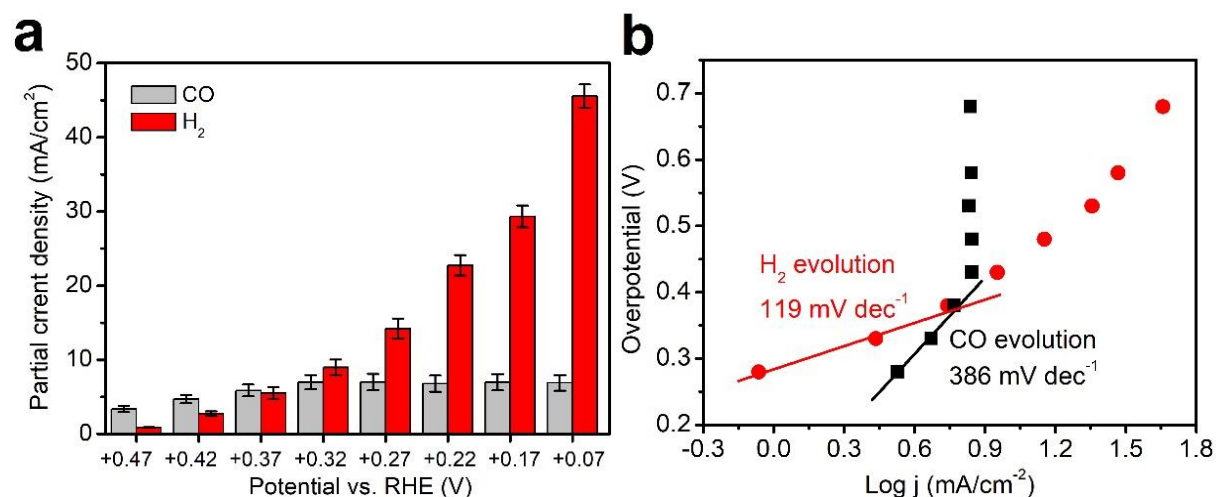 a
50
40
30
20
10
0
CO
H₂
Partial crrent density (mA/cm²)
+0.47 +0.42 +0.37 +0.32 +0.27 +0.22 +0.17 +0.07
Potential vs. RHE (V)
b
0.7
0.6
0.5
0.4
0.3
0.2
Overpotential (V)
H₂ evolution
119 mV dec⁻¹
CO evolution
386 mV dec⁻¹
-0.3 0.0 0.3 0.6 0.9 1.2 1.5 1.8
Log j (mA/cm⁻²)